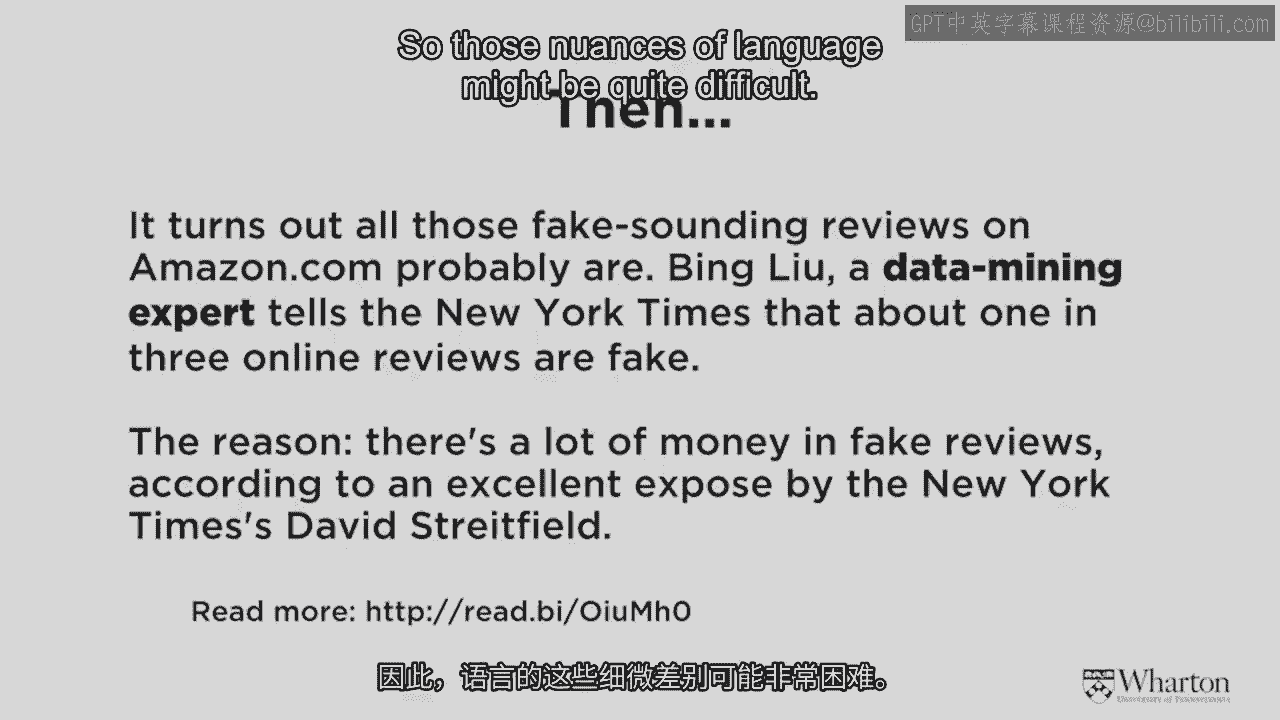 GPT中英字幕课程资源@bilibili.com
So those nuances of language
might be quite difficult.
Then...
It turns out all those fake-sounding reviews on
Amazon.com probably are. Bing Liu, a data-mining
expert tells the New York Times that about one in
three online reviews are fake.
The reason: there's a lot of money in fake reviews,
according to an excellent expose by the New York
Times's David Streitfield.
Read more: http://read.bi/OiuMh0
因此，语言的这些细微差别可能非常困难。
Wharton
University of Pennsylvania